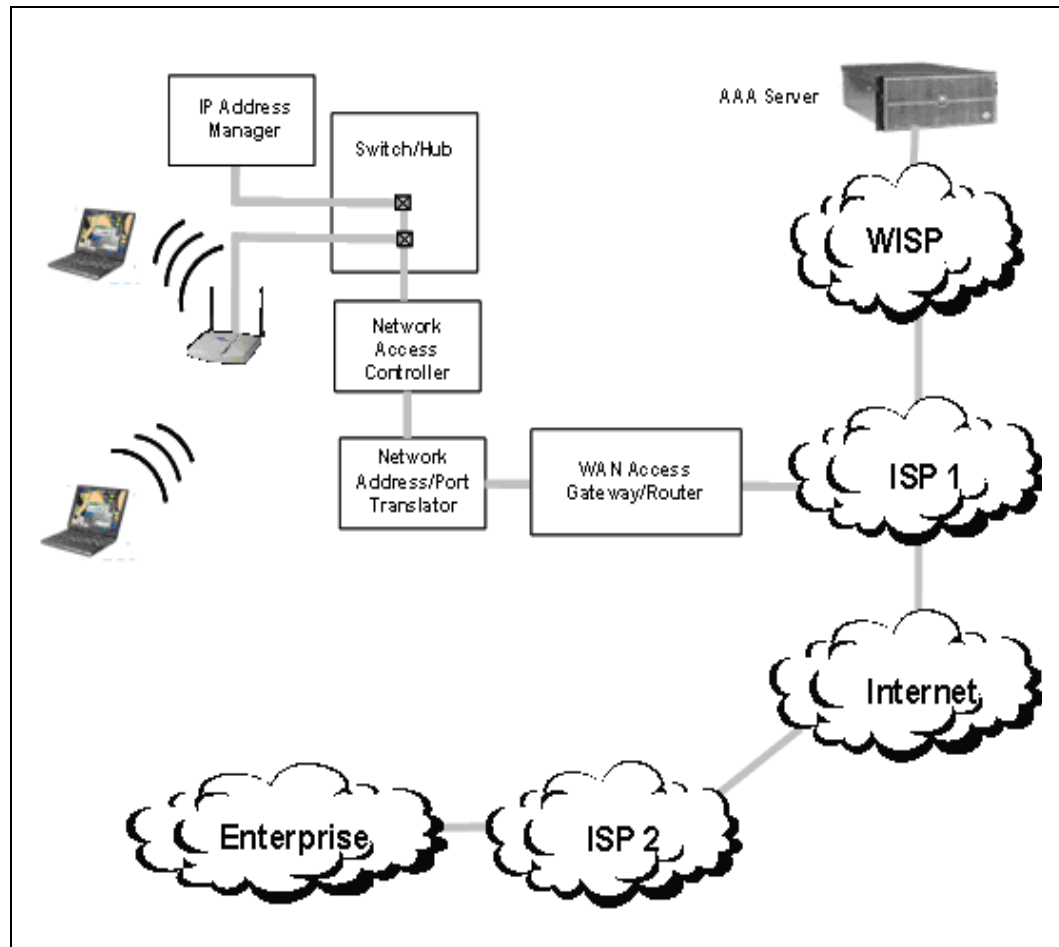 IP Address
Manager
Switch/Hub
AAA Server
WISP
Network
Access
Controller
Network
Address/Port
Translator
WAN Access
Gateway/Router
ISP 1
Internet
Enterprise
ISP 2